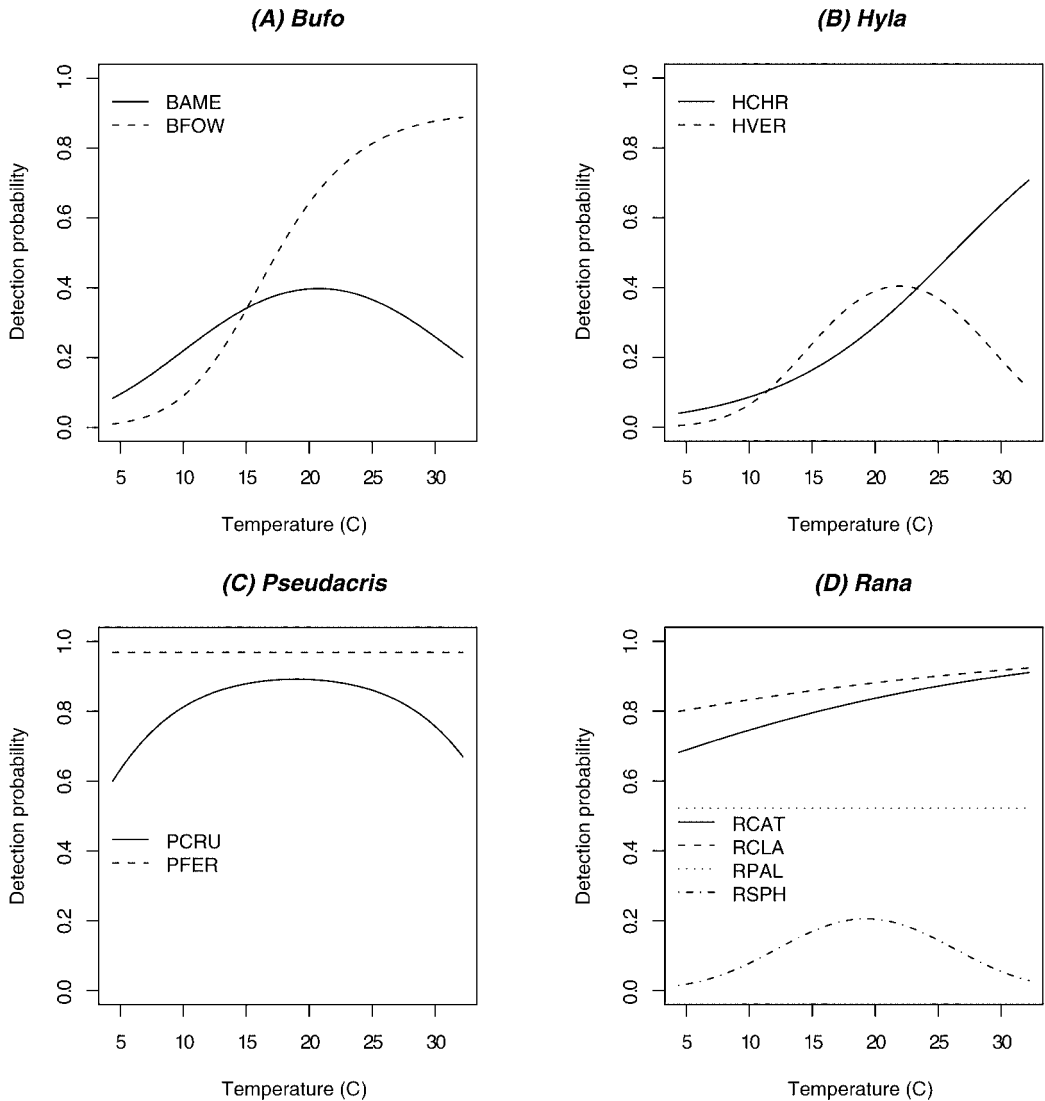 (A) Bufo
Detection probability
1.0
0.8
0.6
0.4
0.2
0.0
BAME
BFOW
5 10 15 20 25 30
Temperature (C)
(B) Hyla
Detection probability
1.0
0.8
0.6
0.4
0.2
0.0
HCHR
HVER
5 10 15 20 25 30
Temperature (C)
(C) Pseudacris
Detection probability
1.0
0.8
0.6
0.4
0.2
0.0
PCRU
PFER
5 10 15 20 25 30
Temperature (C)
(D) Rana
Detection probability
1.0
0.8
0.6
0.4
0.2
0.0
RCAT
RCLA
RPAL
RSPH
5 10 15 20 25 30
Temperature (C)